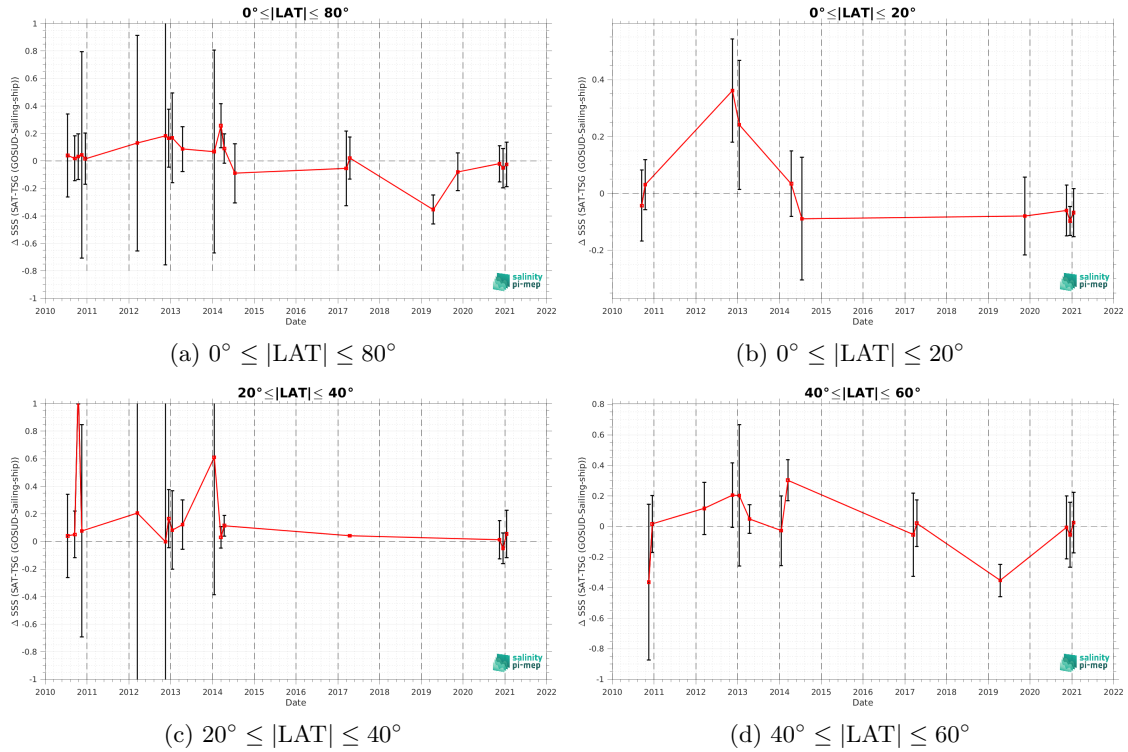 0°≤|LAT|≤ 80°
Δ SSS (SAT-TSG (GOSUD-Sailing-ship))
1
0.8
0.6
0.4
0.2
0
-0.2
-0.4
-0.6
-0.8
-1
2010 2011 2012 2013 2014 2015 2016 2017 2018 2019 2020 2021 2022
Date
salinity
pi-mep
(a) 0° ≤ |LAT| ≤ 80°
0°≤|LAT|≤ 20°
Δ SSS (SAT-TSG (GOSUD-Sailing-ship))
0.4
0.2
0
-0.2
2010 2011 2012 2013 2014 2015 2016 2017 2018 2019 2020 2021 2022
Date
salinity
pi-mep
(b) 0° ≤ |LAT| ≤ 20°
20°≤|LAT|≤ 40°
Δ SSS (SAT-TSG (GOSUD-Sailing-ship))
1
0.8
0.6
0.4
0.2
0
-0.2
-0.4
-0.6
-0.8
-1
2010 2011 2012 2013 2014 2015 2016 2017 2018 2019 2020 2021 2022
Date
salinity
pi-mep
(c) 20° ≤ |LAT| ≤ 40°
40°≤|LAT|≤ 60°
Δ SSS (SAT-TSG (GOSUD-Sailing-ship))
0.8
0.6
0.4
0.2
0
-0.2
-0.4
-0.6
-0.8
-1
2010 2011 2012 2013 2014 2015 2016 2017 2018 2019 2020 2021 2022
Date
salinity
pi-mep
(d) 40° ≤ |LAT| ≤ 60°